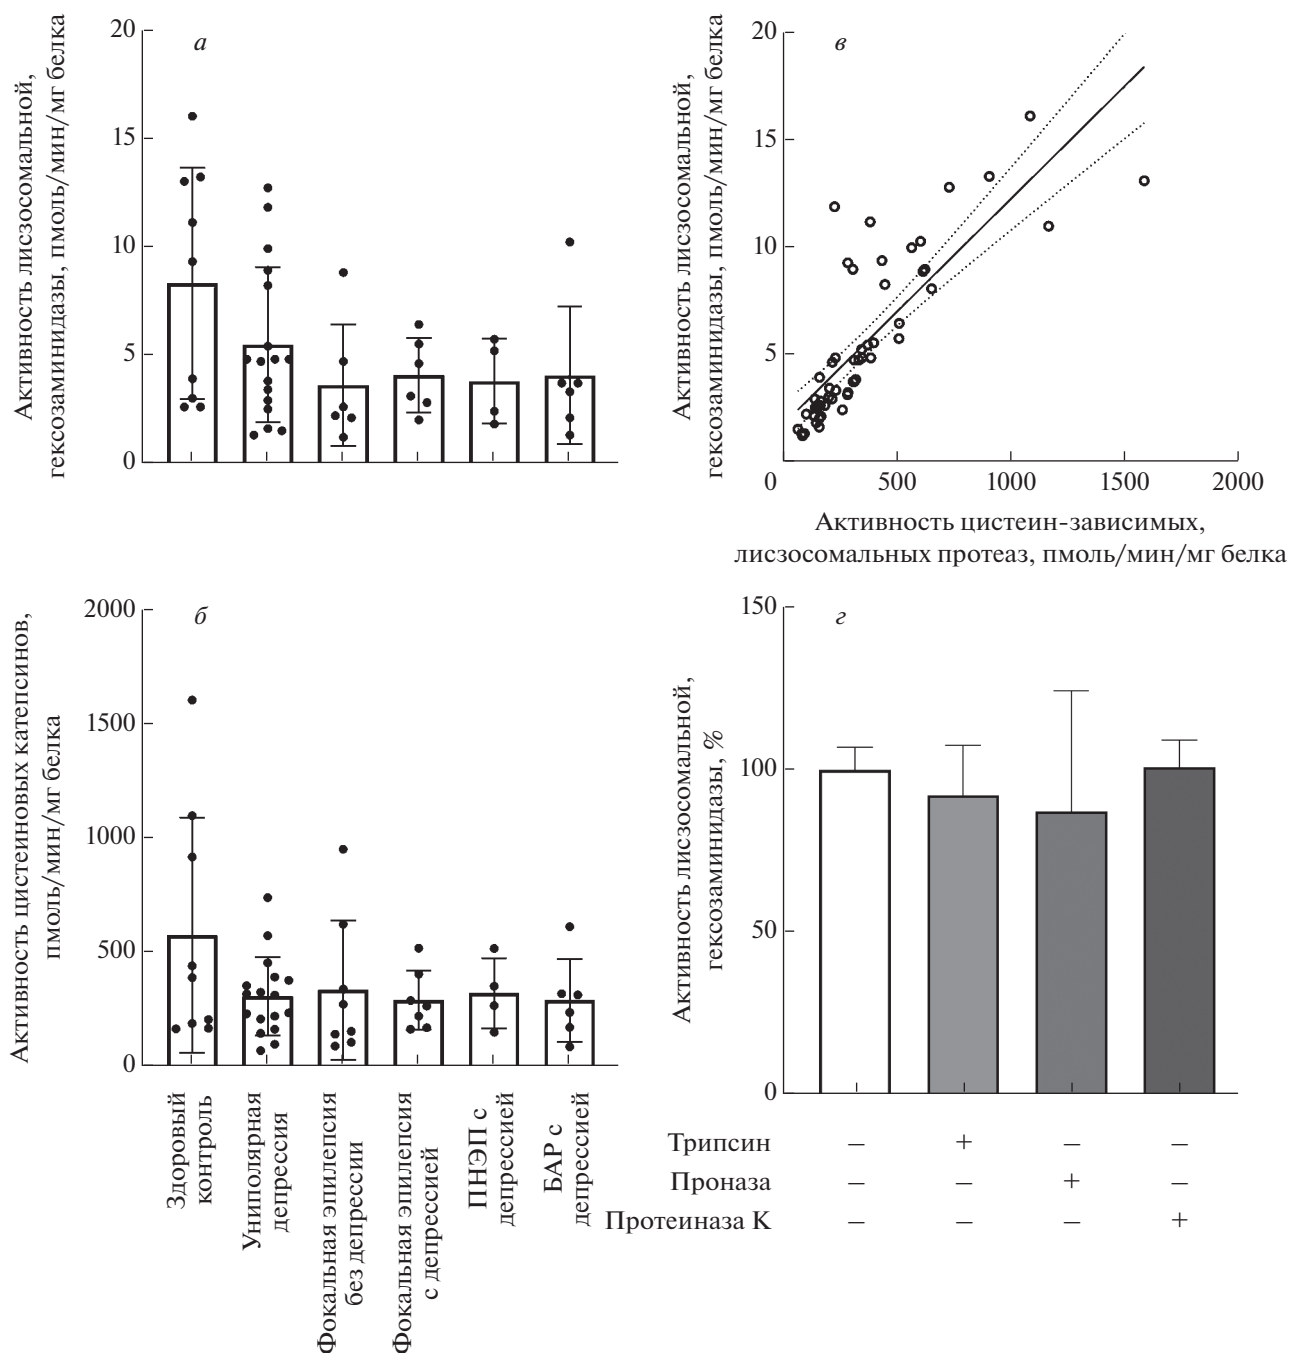 Активность лисзосомальной,
гексозаминидазы, пмоль/мин/мг белка
20
15
10
5
0
а
Активность лисзосомальной,
гексозаминидазы, пмоль/мин/мг белка
20
15
10
5
0
500
1000
1500
2000
в
Активность цистеин-зависимых,
лисзосомальных протеаз, пмоль/мин/мг белка
Активность цистеиновых катепсинов,
пмоль/мин/мг белка
2000
1500
1000
500
0
б
Здоровый
контроль
Униполярная
депрессия
Фокальная эпилепсия
без депрессии
Фокальная эпилепсия
с депрессией
ПНЭП с
депрессией
БАР с
депрессией
Активность лисзосомальной,
гексозаминидазы, %
150
100
50
0
г
Трипсин – + – –
Проназа – – + –
Протеиназа К – – – +